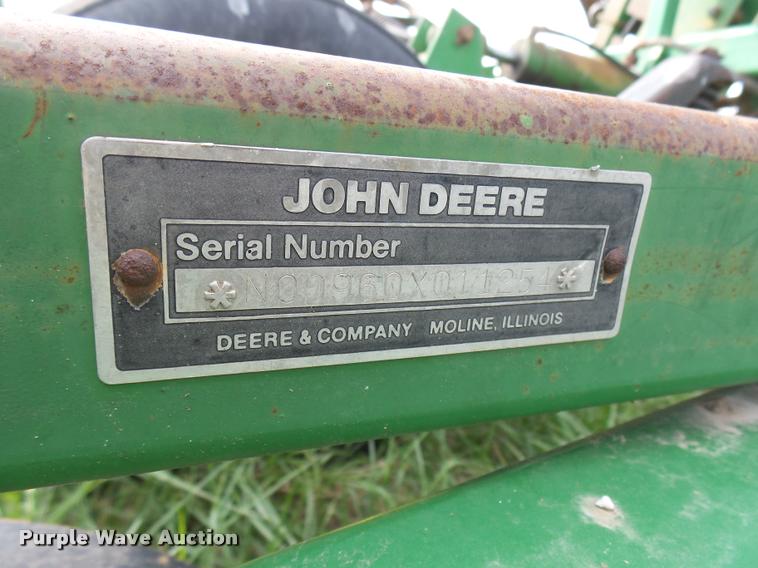 JOHN DEERE
Serial Number
*N00960X011254*
DEERE & COMPANY MOLINE, ILLINOIS
Purple Wave Auction